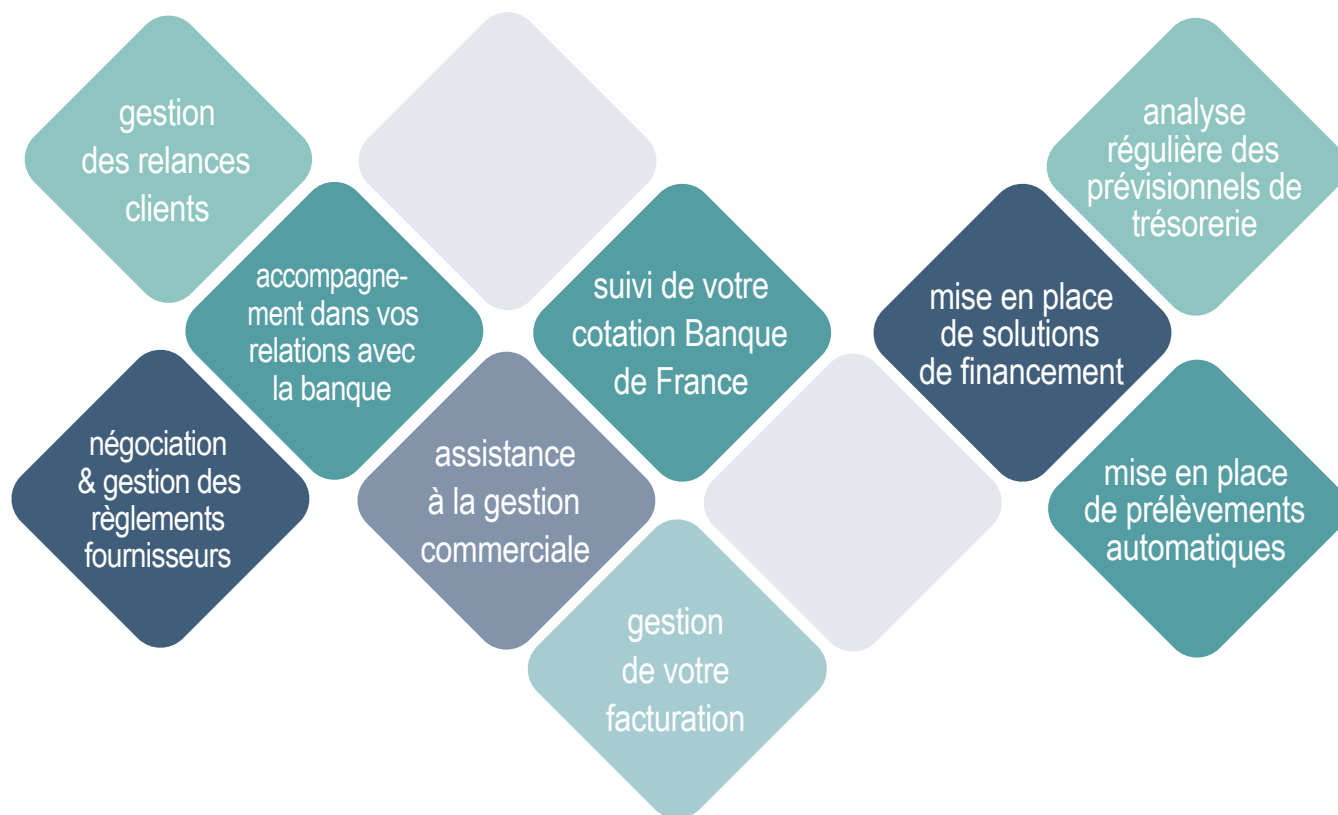 gestion
des relances
clients
accompagne-
ment dans vos
relations avec
la banque
négociation
& gestion des
règlements
fournisseurs
assistance
à la gestion
commerciale
suivi de votre
cotation Banque
de France
gestion
de votre
facturation
mise en place
de solutions
de financement
analyse
régulière des
prévisionnels de
trésorerie
mise en place
de prélèvements
automatiques